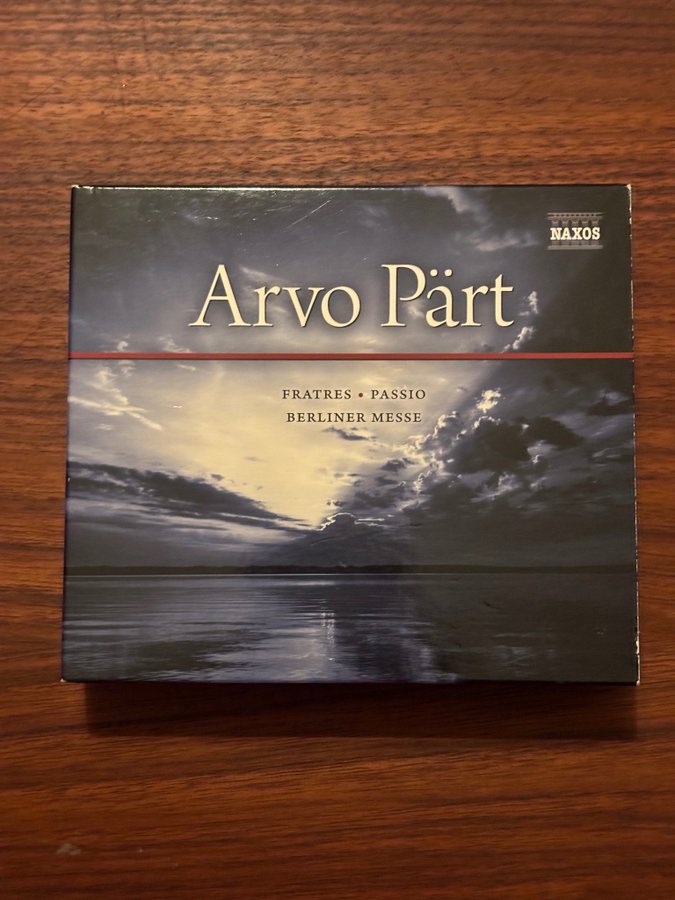 NAXOS
Arvo Pärt
FRATRES • PASSIO
BERLINER MESSE